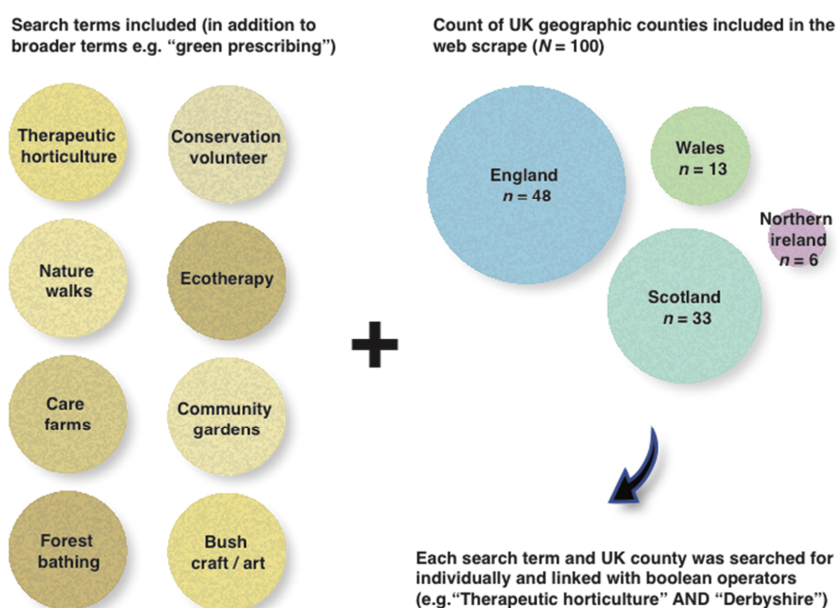 Search terms included (in addition to
broader terms e.g. “green prescribing”)
Therapeutic
horticulture
Conservation
volunteer
Nature
walks
Ecotherapy
Care
farms
Community
gardens
Forest
bathing
Bush
craft / art
+
Count of UK geographic counties included in the
web scrape (N = 100)
England
n = 48
Wales
n = 13
Northern
ireland
n = 6
Scotland
n = 33
Each search term and UK county was searched for
individually and linked with boolean operators
(e.g.“Therapeutic horticulture” AND “Derbyshire”)